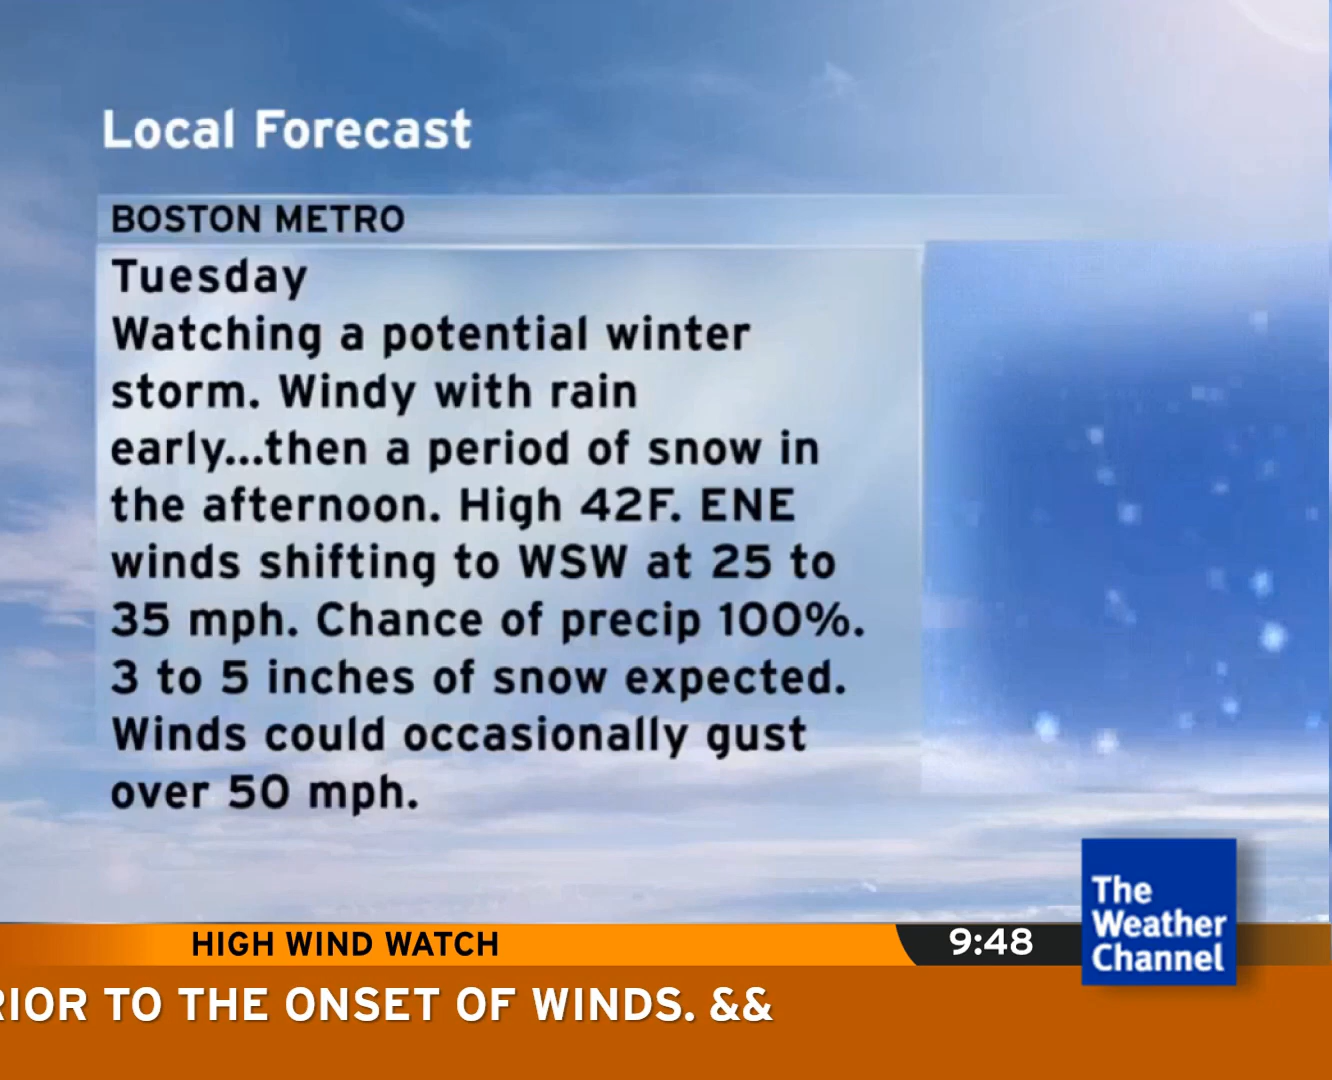 Local Forecast
BOSTON METRO
Tuesday
Watching a potential winter
storm. Windy with rain
early...then a period of snow in
the afternoon. High 42F. ENE
winds shifting to WSW at 25 to
35 mph. Chance of precip 100%.
3 to 5 inches of snow expected.
Winds could occasionally gust
over 50 mph.
The
Weather
Channel
HIGH WIND WATCH
9:48
RIOR TO THE ONSET OF WINDS. &&